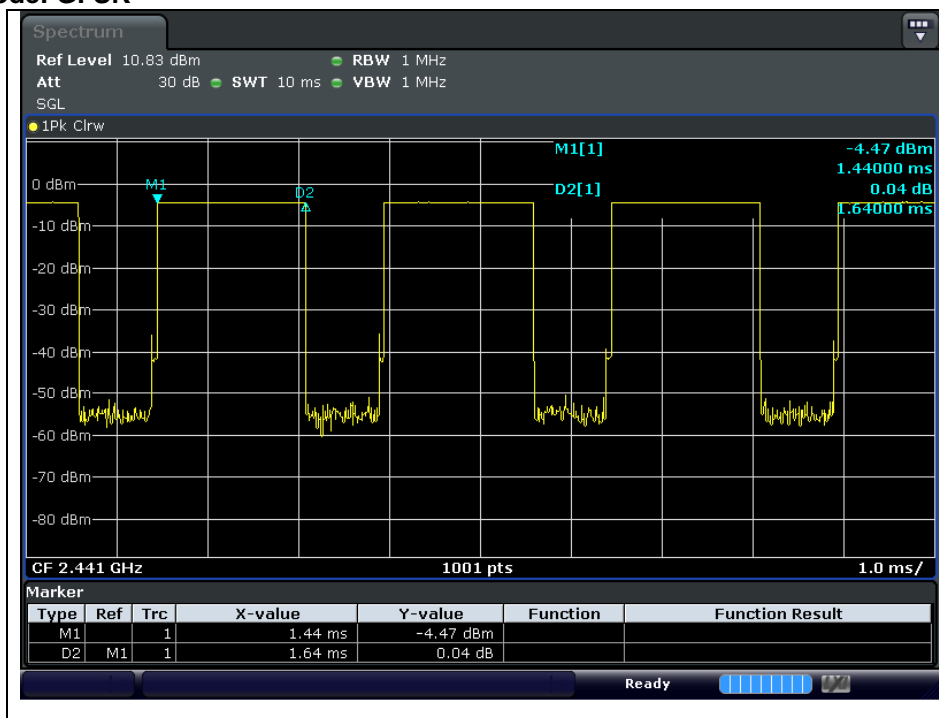 Spectrum
Ref Level 10.83 dBm RBW 1 MHz
Att 30 dB SWT 10 ms VBW 1 MHz
SGL
1Pk Clrw
M1[1] -4.47 dBm
1.44000 ms
D2[1] 0.04 dB
1.64000 ms
M1
D2
0 dBm
-10 dBm
-20 dBm
-30 dBm
-40 dBm
-50 dBm
-60 dBm
-70 dBm
-80 dBm
CF 2.441 GHz 1001 pts 1.0 ms/
Marker
Type Ref Trc X-value Y-value Function Function Result
M1 1 1.44 ms -4.47 dBm
D2 M1 1 1.64 ms 0.04 dB
Ready